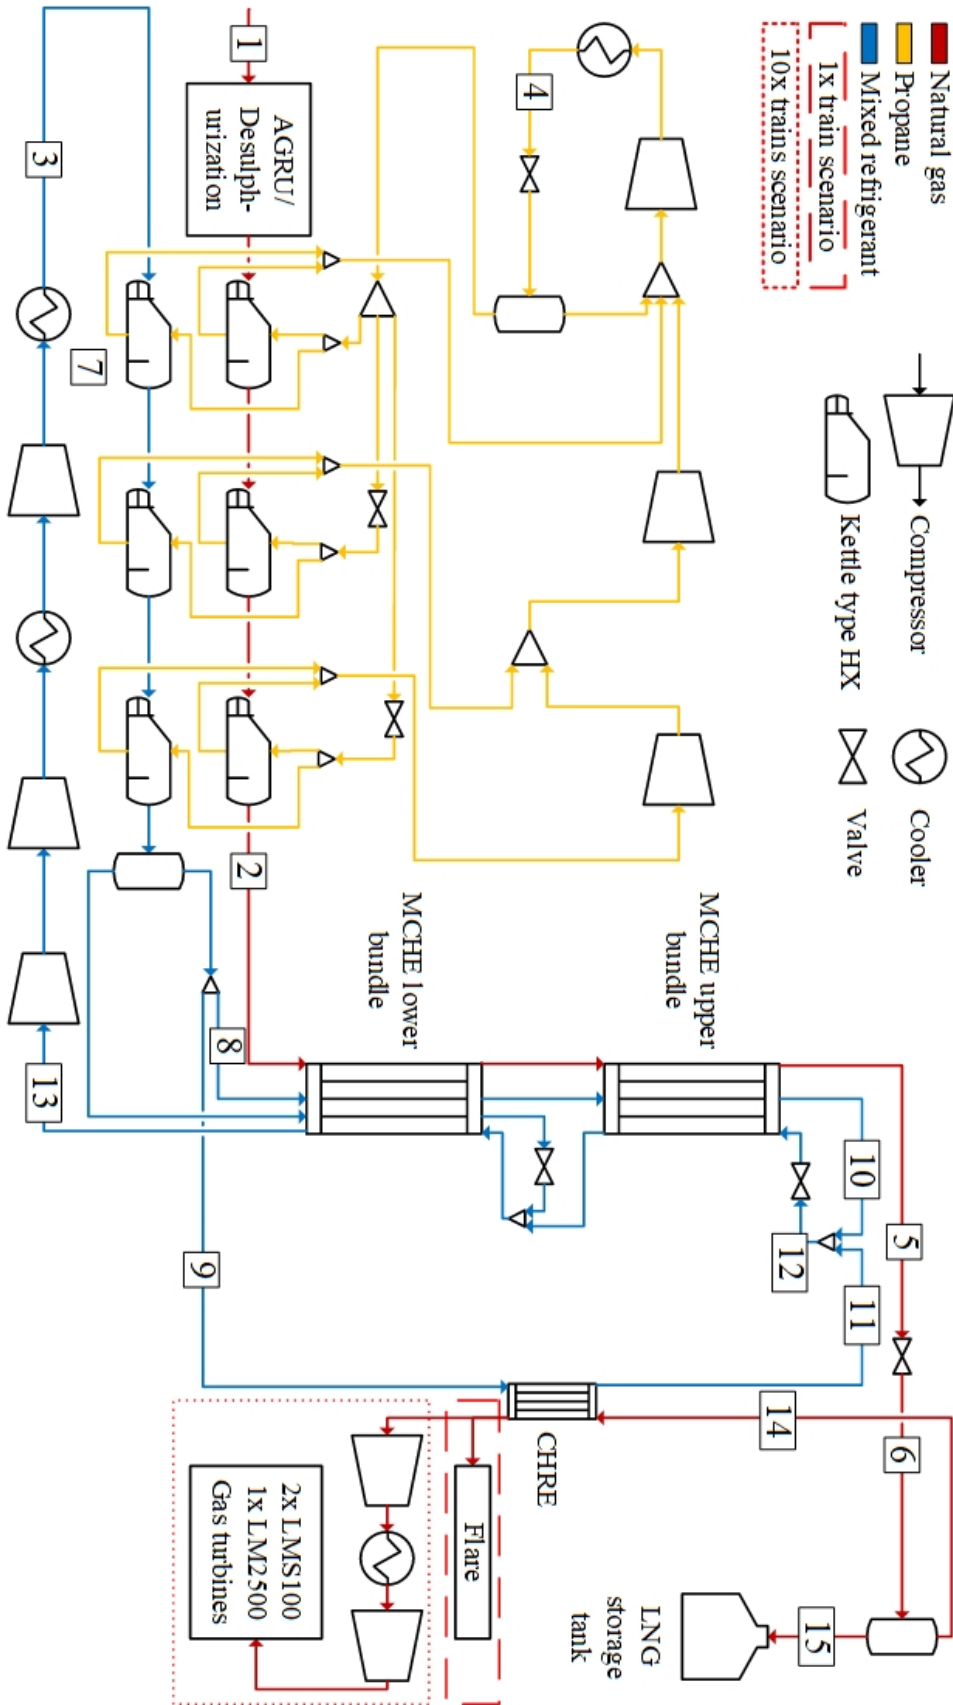 Natural gas
Propane
Mixed refrigerant
1x train scenario
10x trains scenario
Compressor
Kettle type HX
Cooler
Valve
4
1
AGRU/
Desulph-
urization
3
7
2
MCHE upper
bundle
MCHE lower
bundle
8
13
10
5
12
11
9
14
6
CHRE
Flare
2x LMS100
1x LM2500
Gas turbines
LNG
storage
tank
15